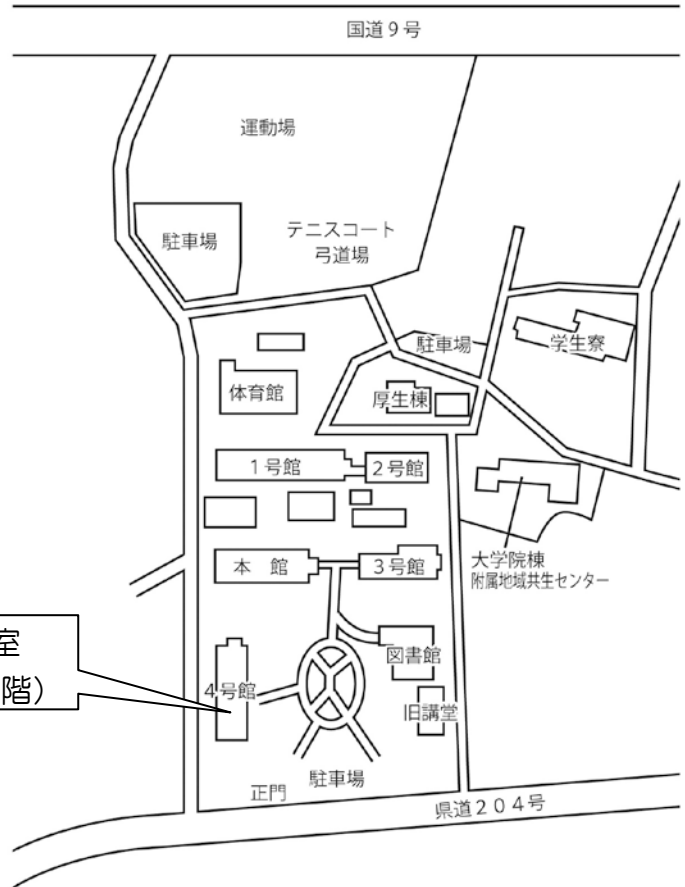 国道９号
運動場
テニスコート
弓道場
駐車場
駐車場
学生寮
体育館
厚生棟
１号館
２号館
本　館
３号館
大学院棟
附属地域共生センター
室
階）
図書館
４号館
旧講堂
駐車場
正門
県道２０４号